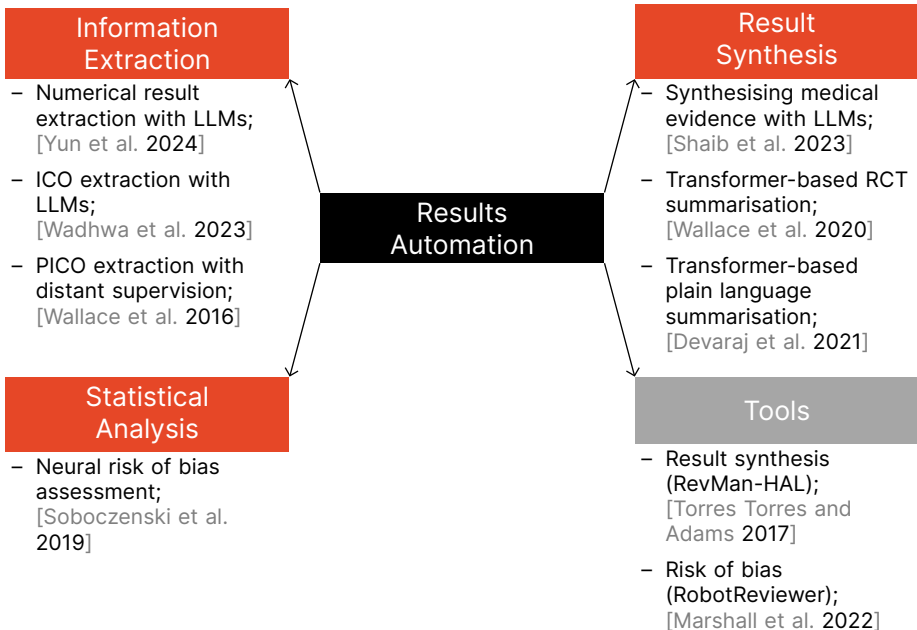 Information
Extraction
– Numerical result
extraction with LLMs;
[Yun et al. 2024]
– ICO extraction with
LLMs;
[Wadhwa et al. 2023]
– PICO extraction with
distant supervision;
[Wallace et al. 2016]
Result
Synthesis
– Synthesising medical
evidence with LLMs;
[Shaib et al. 2023]
– Transformer-based RCT
summarisation;
[Wallace et al. 2020]
– Transformer-based
plain language
summarisation;
[Devaraj et al. 2021]
Results
Automation
Statistical
Analysis
– Neural risk of bias
assessment;
[Soboczenski et al.
2019]
Tools
– Result synthesis
(RevMan-HAL);
[Torres Torres and
Adams 2017]
– Risk of bias
(RobotReviewer);
[Marshall et al. 2022]